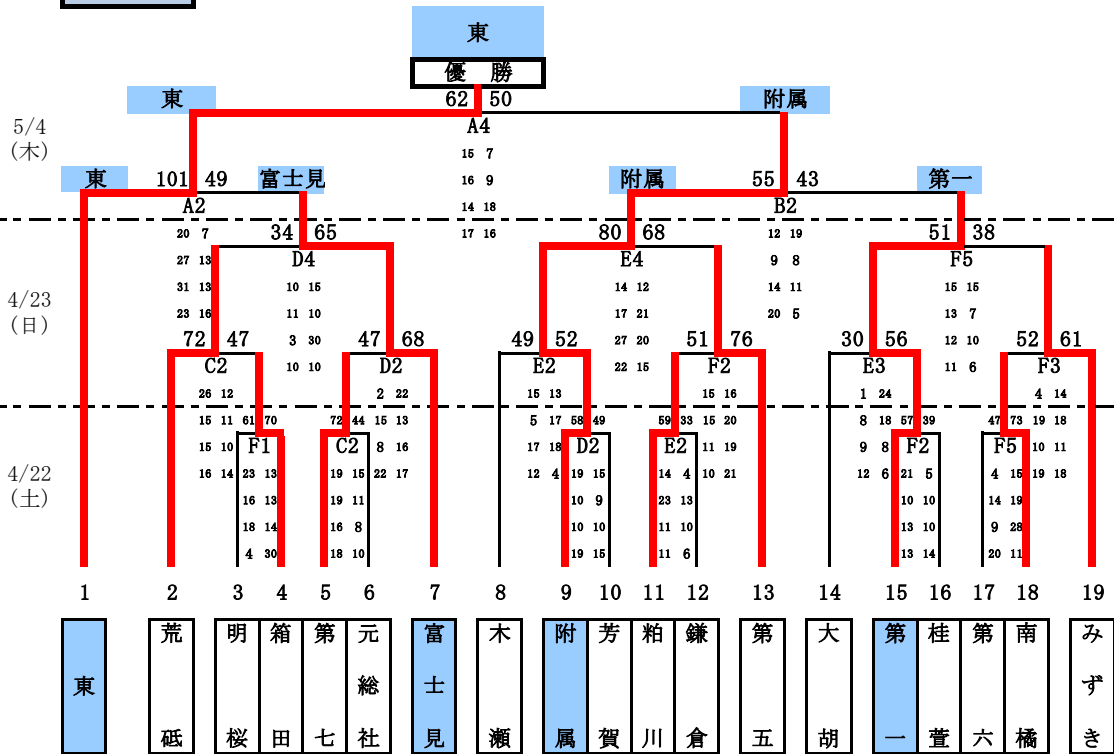 東
優 勝
東 62 50 附属
5/4
(木)
A4
15 7
16 9
14 18
17 16
東 101 49 富士見 附属 55 43 第一
A2 B2
20 7
27 13
31 13
23 16
12 19
9 8
14 11
20 5
4/23
(日)
34 65 80 68 51 38
D4 E4 F5
10 15
11 10
3 30
10 10
14 12
17 21
27 20
22 15
15 15
13 7
12 10
11 6
72 47 47 68 49 52 51 76 30 56 52 61
C2 D2 E2 F2 E3 F3
26 12
15 11
15 10
16 14
2 22
15 13
8 16
22 17
15 13
5 17
17 18
12 4
15 16
15 20
11 19
10 21
1 24
8 18
9 8
12 6
4 14
19 18
10 11
19 18
4/22
(土)
61 70 72 44 58 49 59 33 57 39 47 73
F1 C2 D2 E2 F2 F5
23 13
16 13
18 14
4 30
19 15
19 11
16 8
18 10
19 15
10 9
10 10
19 15
14 4
23 13
11 10
11 6
21 5
10 10
13 10
13 14
4 15
14 19
9 28
20 11
1 2 3 4 5 6 7 8 9 10 11 12 13 14 15 16 17 18 19
東
荒砥
明桜
箱田
第七
元総社
富士見
木瀬
附属
芳賀
粕川
鎌倉
第五
大胡
第一
桂萱
第六
南橘
みずき